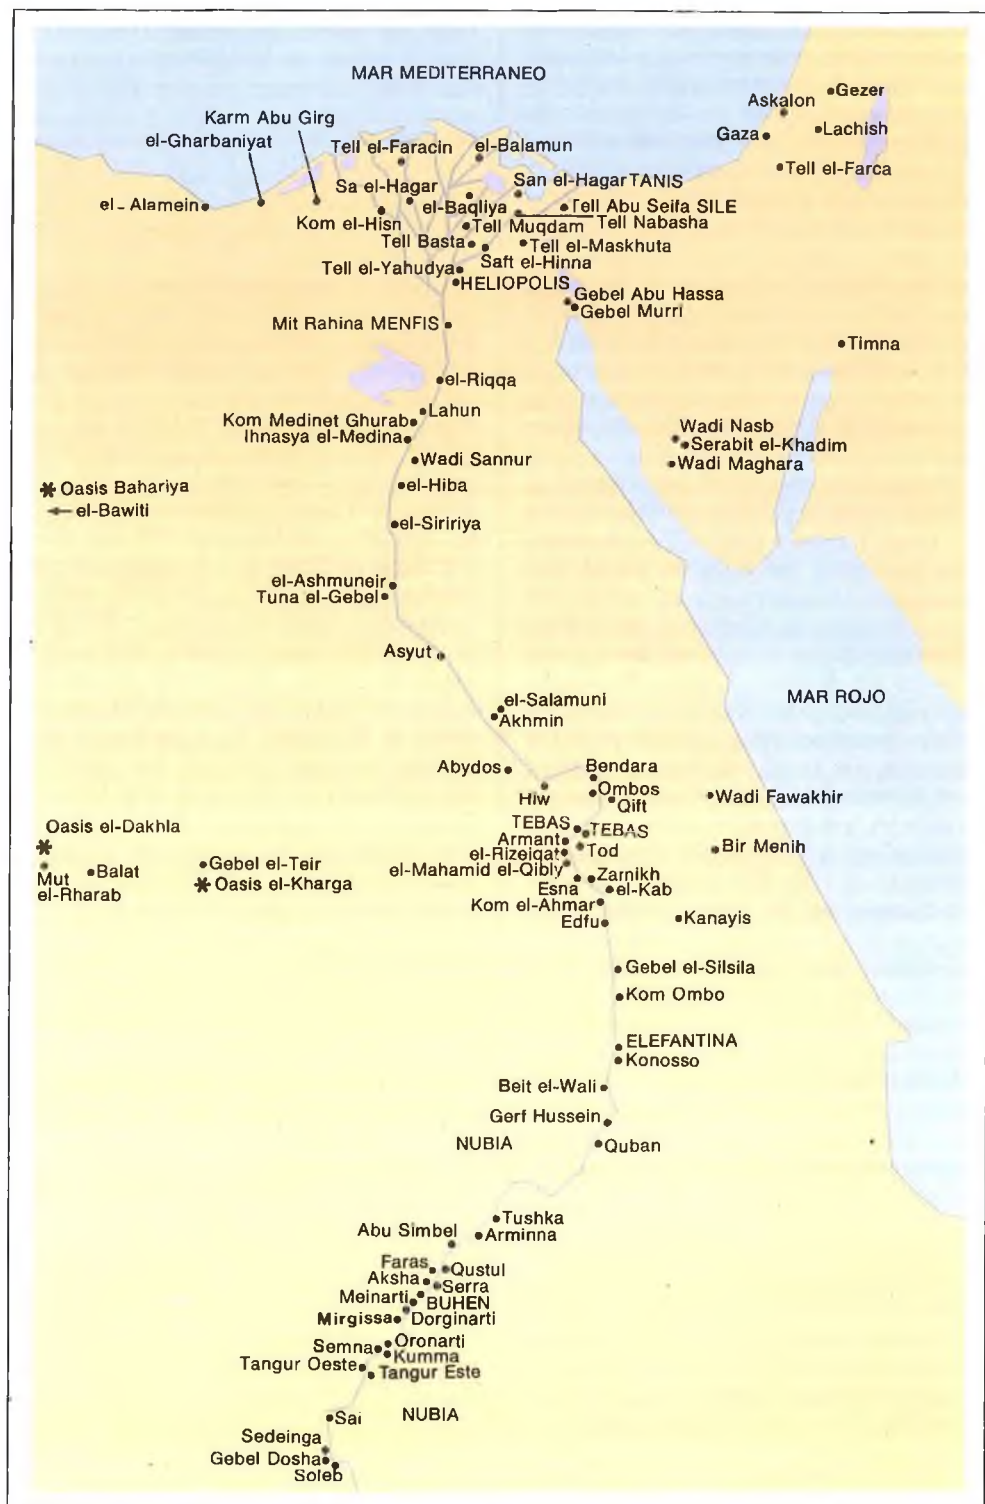 MAR MEDITERRANEO
Gezer
Askalon
Karm Abu Girg
Lachish
el-Gharbaniyat
Gaza
Tell el-Faracin
el-Balamun
Tell el-Farca
San el-Hagar TANIS
Sa el-Hagar
el-Alamein
el-Baqliya
Tell Abu Seifa SILE
Kom el-Hisn
Tell Muqdam
Tell Nabasha
Tell Basta
Tell el-Maskhuta
Saft el-Hinna
Tell el-Yahudya
HELIOPOLIS
Gebel Abu Hassa
Gebel Murri
Mit Rahina MENFIS
Timna
el-Riqqa
Lahun
Kom Medinet Ghurab
Ihnasya el-Medina
Wadi Nasb
Serabit el-Khadim
Wadi Sannur
Wadi Maghara
Oasis Bahariya
el-Hiba
el-Bawiti
el-Siririya
el-Ashmuneir
Tuna el-Gebel
Asyut
MAR ROJO
el-Salamuni
Akhmin
Abydos
Bendara
Hiw
Ombos
Qift
Wadi Fawakhir
Oasis el-Dakhla
TEBAS
TEBAS
Armant
el-Rizeiqat
Tod
Bir Menih
Gebel el-Teir
el-Mahamid el-Qibly
Balat
Mut
el-Rharab
Oasis el-Kharga
Zarnikh
Esna
el-Kab
Kom el-Ahmar
Edfu
Kanayis
Gebel el-Silsila
Kom Ombo
ELEFANTINA
Konosso
Beit el-Wali
Gerf Hussein
NUBIA
Quban
Tushka
Abu Simbel
Arminna
Faras
Qustul
Aksha
Serra
Meinarti
BUHEN
Mirgissa
Dorginarti
Oronarti
Semna
Kumma
Tangur Oeste
Tangur Este
Sai
NUBIA
Sedeinga
Gebel Dosha
Soleb